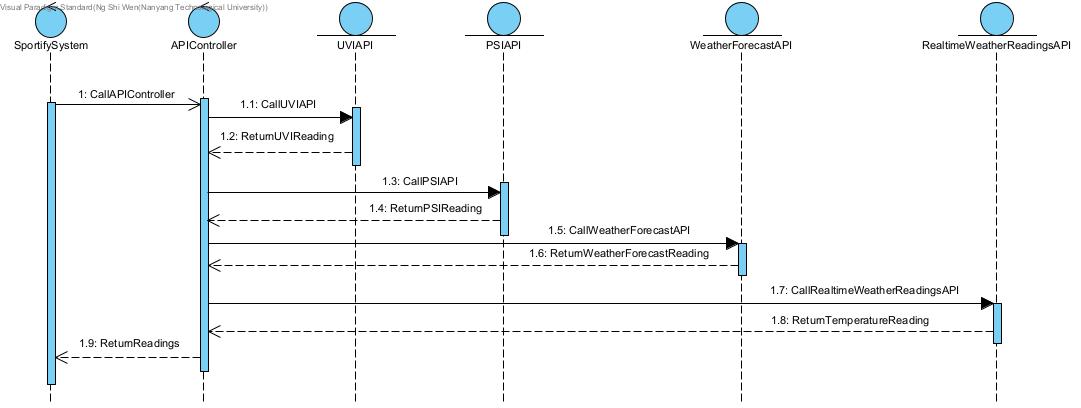 Visual Paradigm Standard(Ng Shi Wen(Nanyang Technological University))
SportifySystem
APIController
UVIAPI
PSIAPI
WeatherForecastAPI
RealtimeWeatherReadingsAPI
1: CallAPIController
1.1: CallUVIAPI
1.2: ReturnUVIReading
1.3: CallPSIAPI
1.4: ReturnPSIReading
1.5: CallWeatherForecastAPI
1.6: ReturnWeatherForecastReading
1.7: CallRealtimeWeatherReadingsAPI
1.8: ReturnTemperatureReading
1.9: ReturnReadings